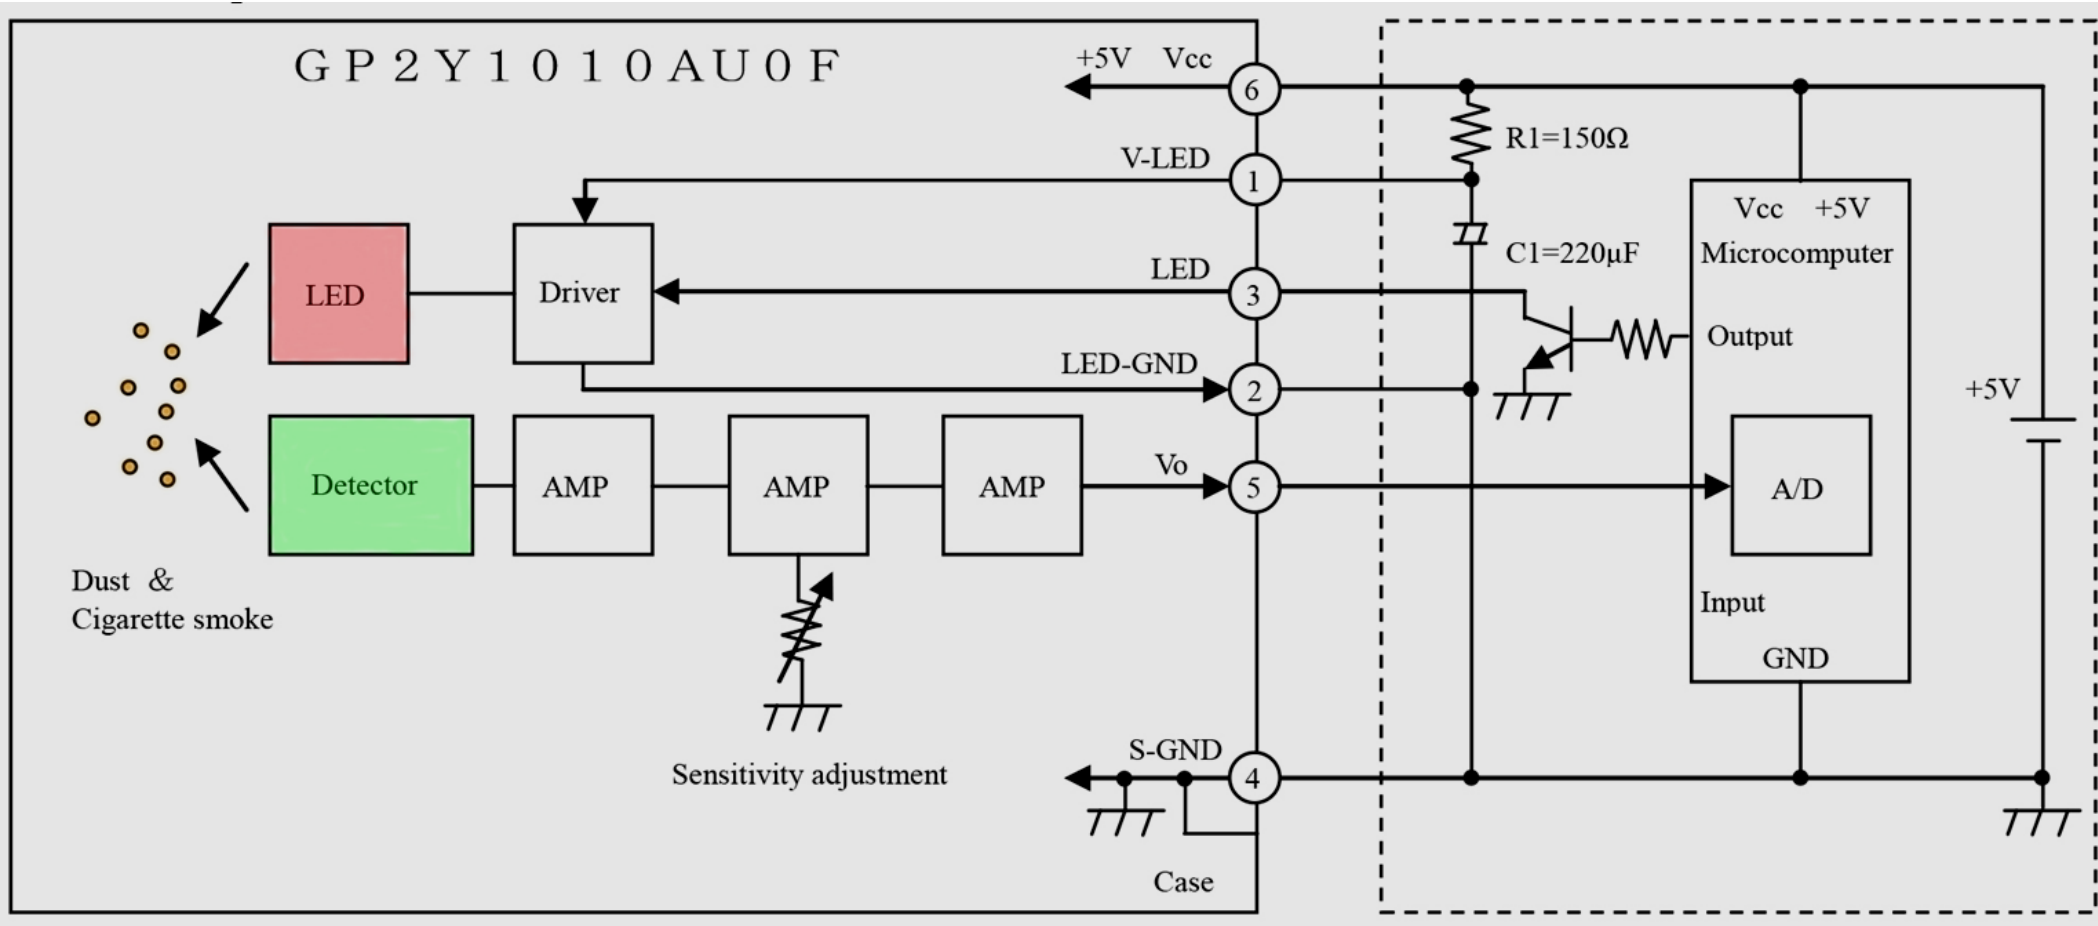 GP2Y1010AU0F
+5V Vcc
6
R1=150Ω
V-LED
1
Vcc +5V
Microcomputer
C1=220µF
LED
3
LED
Driver
Output
LED-GND
2
+5V
Detector
AMP
AMP
AMP
Vo
5
A/D
Dust &
Cigarette smoke
Input
GND
Sensitivity adjustment
S-GND
4
Case